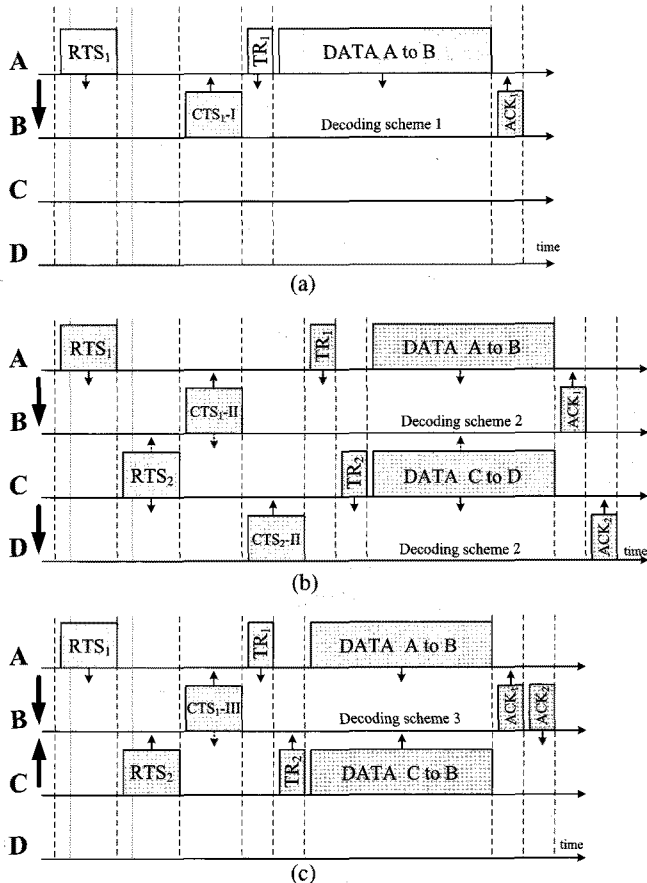 A RTS₁ TR₁ DATA A to B
B CTS₁-I Decoding scheme 1 ACK₁
C
D time
(a)
A RTS₁ TR₁ DATA A to B
B CTS₁-II Decoding scheme 2 ACK₁
C RTS₂ TR₂ DATA C to D
D CTS₂-II Decoding scheme 2 ACK₂ time
(b)
A RTS₁ TR₁ DATA A to B
B CTS₁-III Decoding scheme 3 ACK₁ ACK₂
C RTS₂ TR₂ DATA C to B
D time
(c)